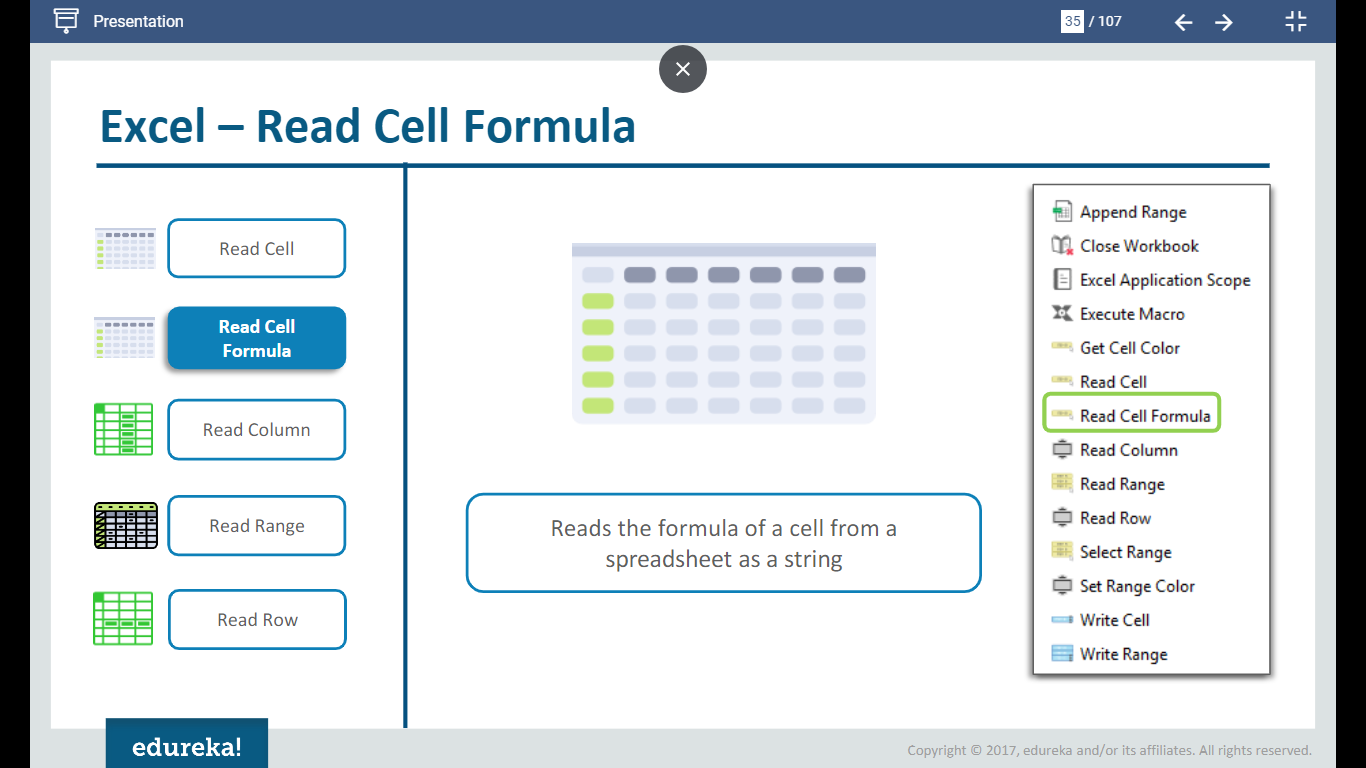 Presentation
35 / 107
Excel – Read Cell Formula
Read Cell
Read Cell
Formula
Read Column
Read Range
Read Row
Reads the formula of a cell from a
spreadsheet as a string
Append Range
Close Workbook
Excel Application Scope
Execute Macro
Get Cell Color
Read Cell
Read Cell Formula
Read Column
Read Range
Read Row
Select Range
Set Range Color
Write Cell
Write Range
edureka!
Copyright © 2017, edureka and/or its affiliates. All rights reserved.